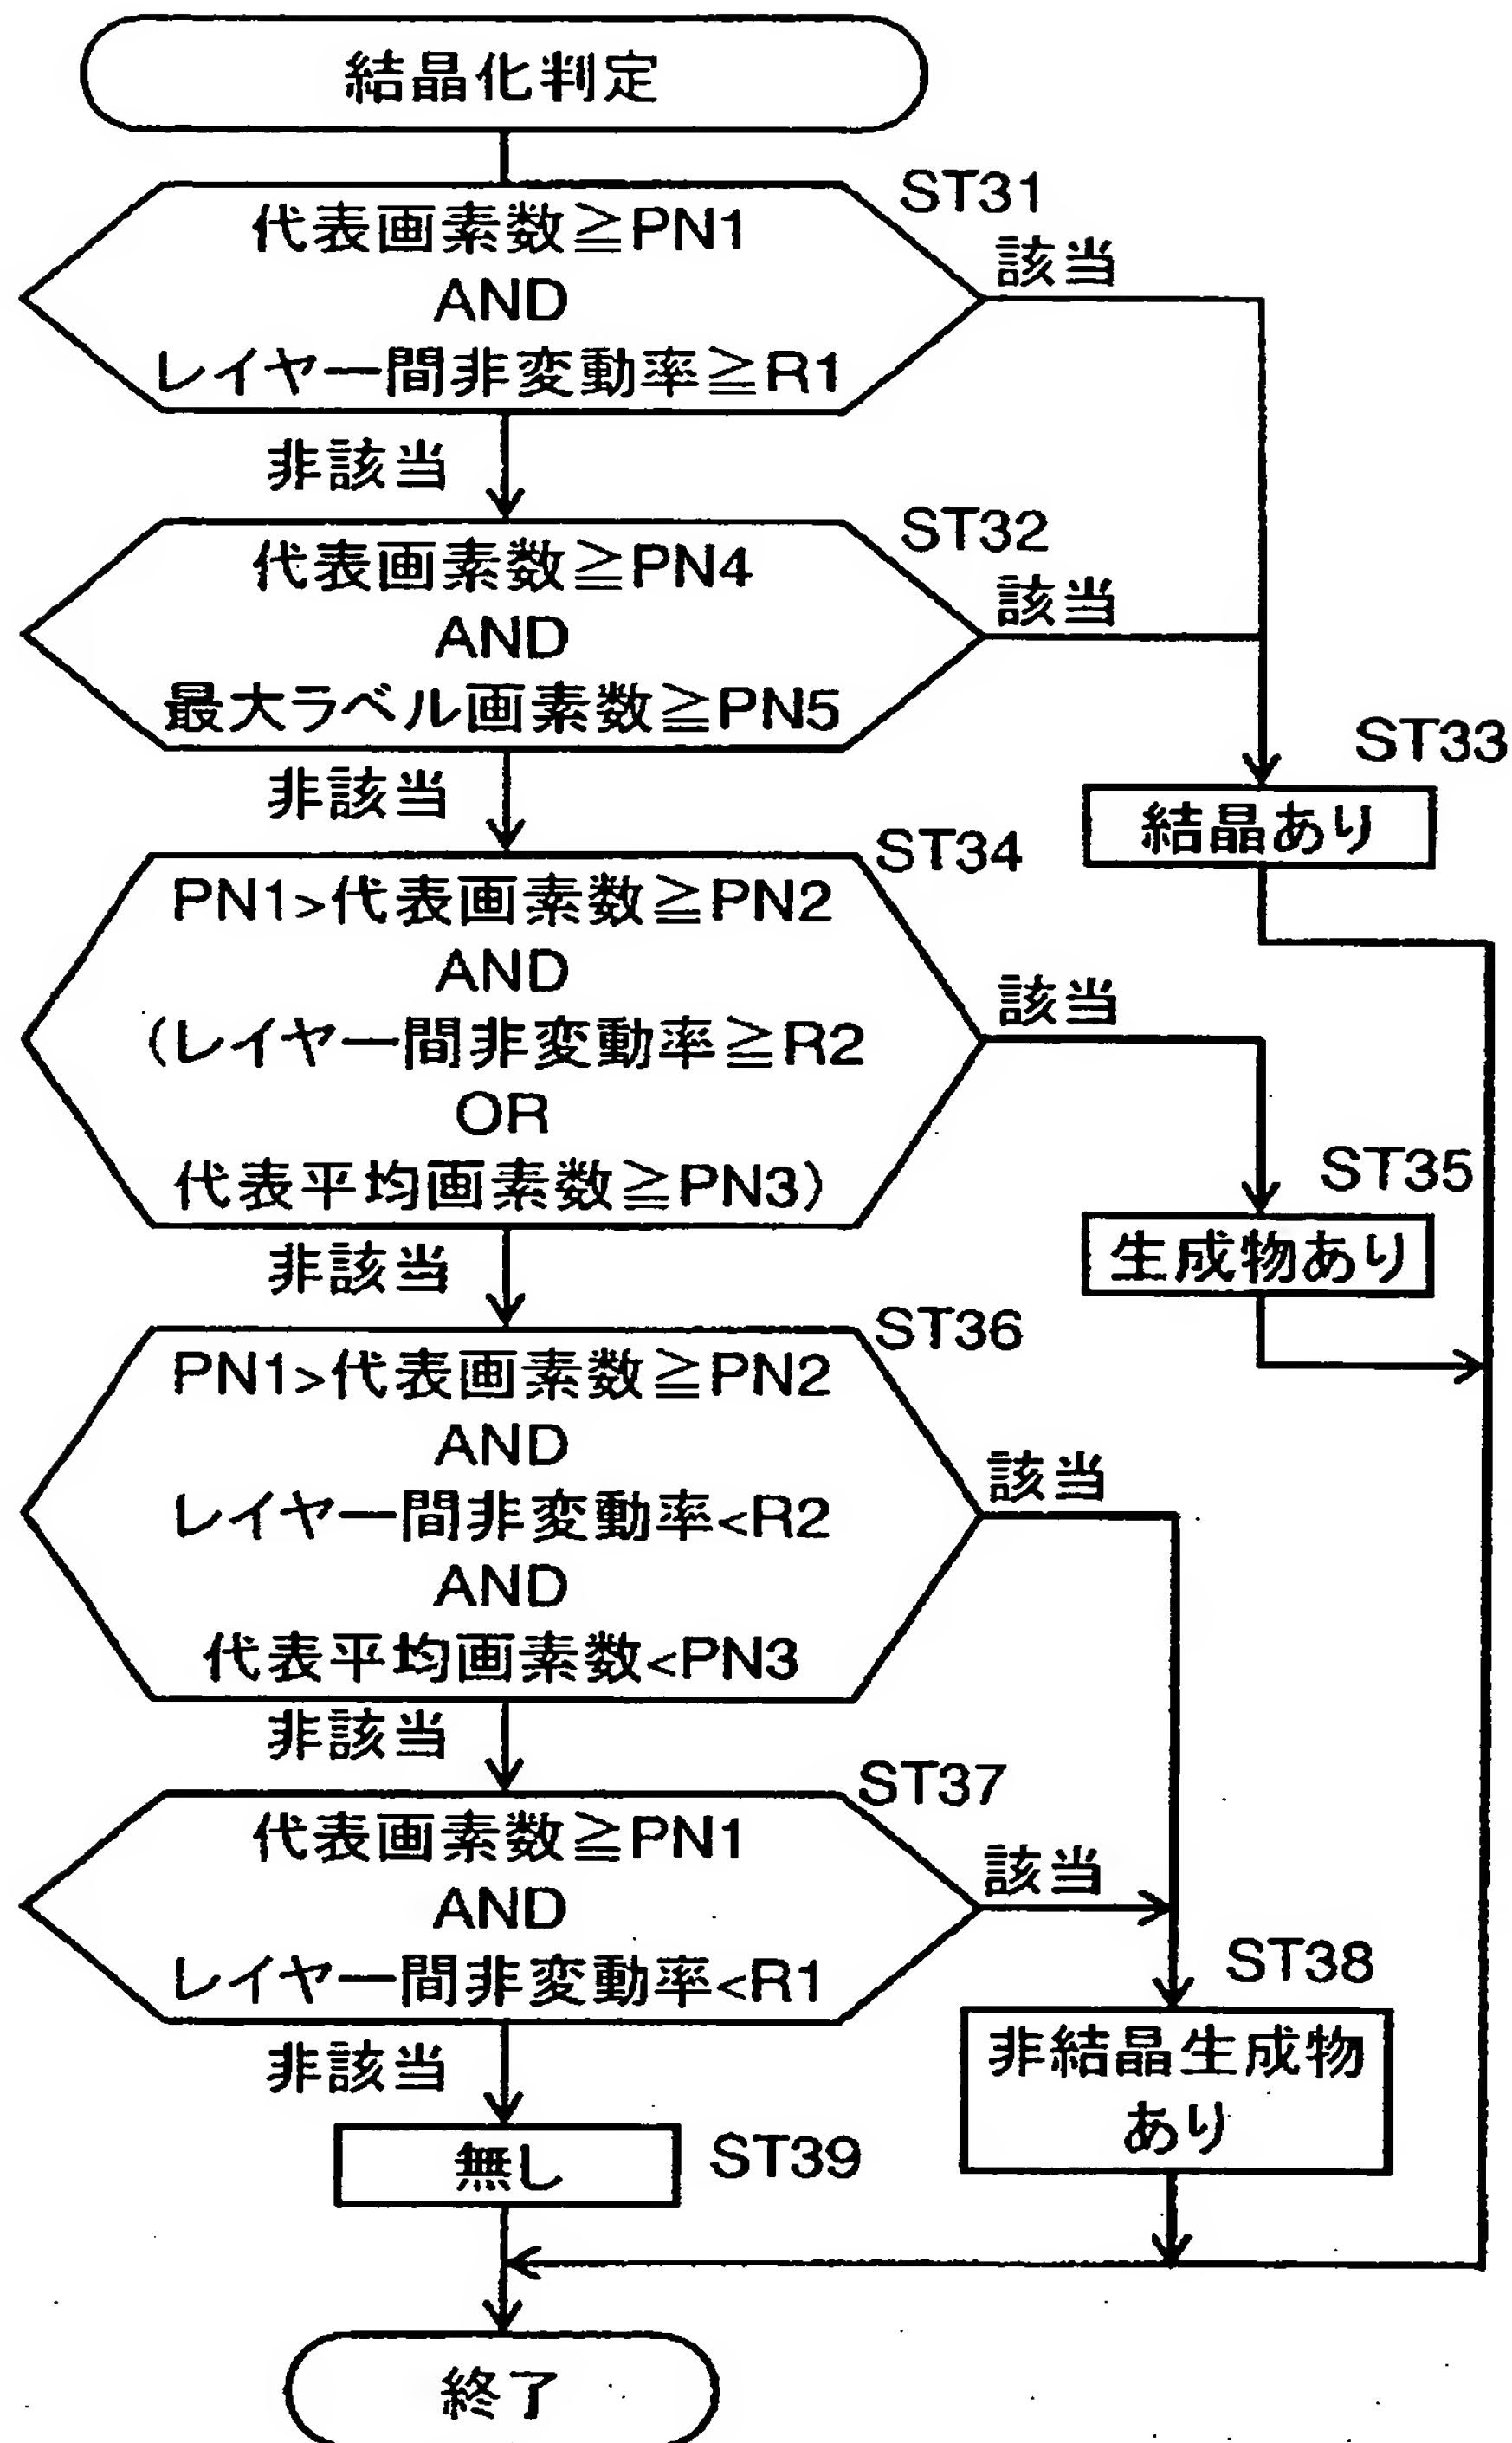 結晶化判定
ST31
代表画素数≧PN1
AND
レイヤー間非変動率≧R1
該当
非該当
ST32
代表画素数≧PN4
AND
最大ラベル画素数≧PN5
該当
非該当
ST33
結晶あり
ST34
PN1>代表画素数≧PN2
AND
(レイヤー間非変動率≧R2
OR
代表平均画素数≧PN3)
該当
非該当
ST35
生成物あり
ST36
PN1>代表画素数≧PN2
AND
レイヤー間非変動率<R2
AND
代表平均画素数<PN3
該当
非該当
ST37
代表画素数≧PN1
AND
レイヤー間非変動率<R1
該当
非該当
ST38
非結晶生成物
あり
無し
ST39
終了